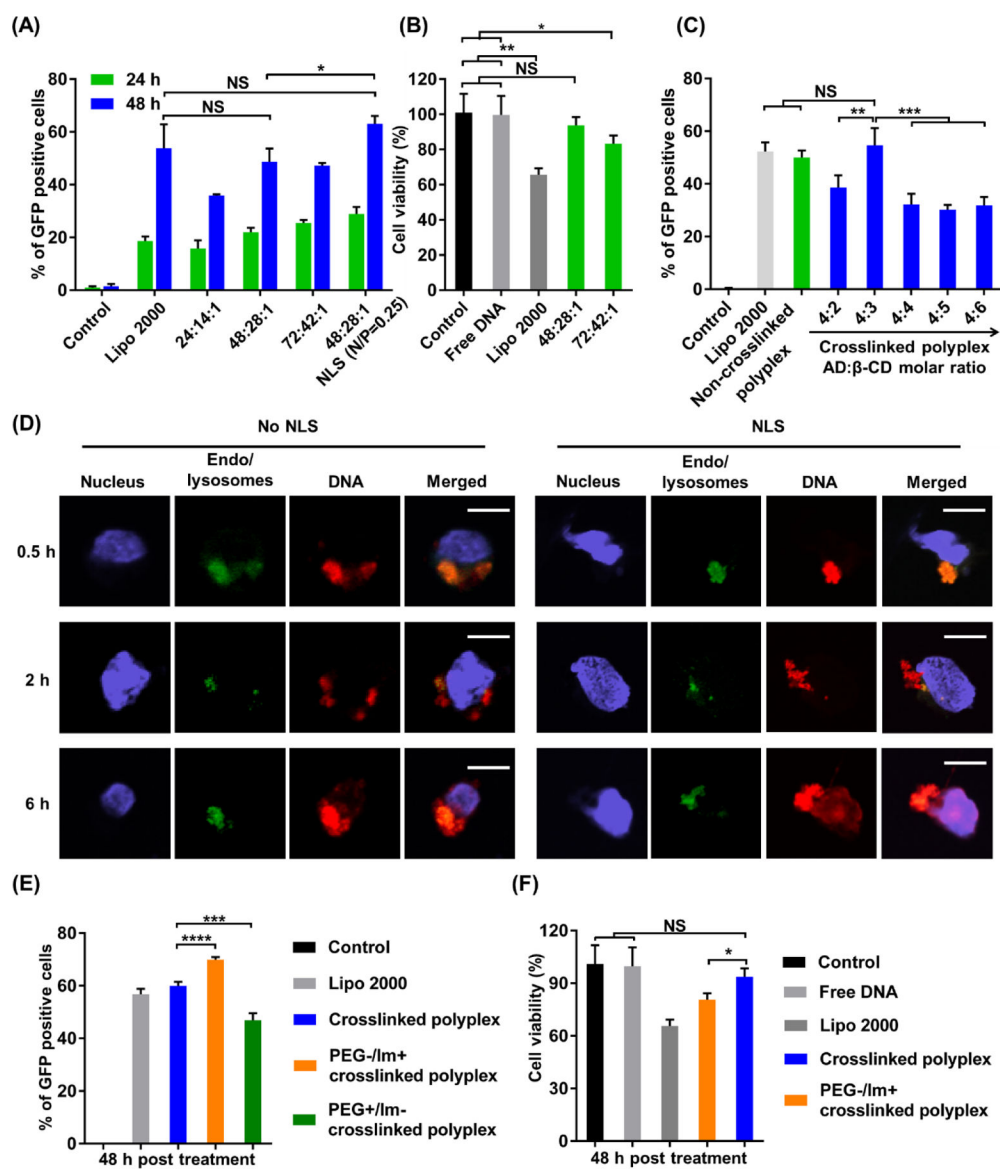 (A)
% of GFP positive cells
80
60
40
20
0
24 h
48 h
*
NS
NS
Control
Lipo 2000
24:14:1
48:28:1
72:42:1
48:28:1
NLS (N/P=0.25)
(B)
Cell viability (%)
120
100
80
60
40
20
0
*
**
NS
Control
Free DNA
Lipo 2000
48:28:1
72:42:1
(C)
% of GFP positive cells
80
60
40
20
0
NS
**
***
Control
Lipo 2000
Non-crosslinked
polyplex
4:2
4:3
4:4
4:5
4:6
Crosslinked polyplex
AD:β-CD molar ratio
(D)
No NLS
NLS
Nucleus
Endo/
lysosomes
DNA
Merged
Nucleus
Endo/
lysosomes
DNA
Merged
0.5 h
2 h
6 h
(E)
% of GFP positive cells
80
60
40
20
0
***
****
48 h post treatment
Control
Lipo 2000
Crosslinked polyplex
PEG-/Im+
crosslinked polyplex
PEG+/Im-
crosslinked polyplex
(F)
Cell viability (%)
120
90
60
30
0
NS
*
48 h post treatment
Control
Free DNA
Lipo 2000
Crosslinked polyplex
PEG-/Im+
crosslinked polyplex